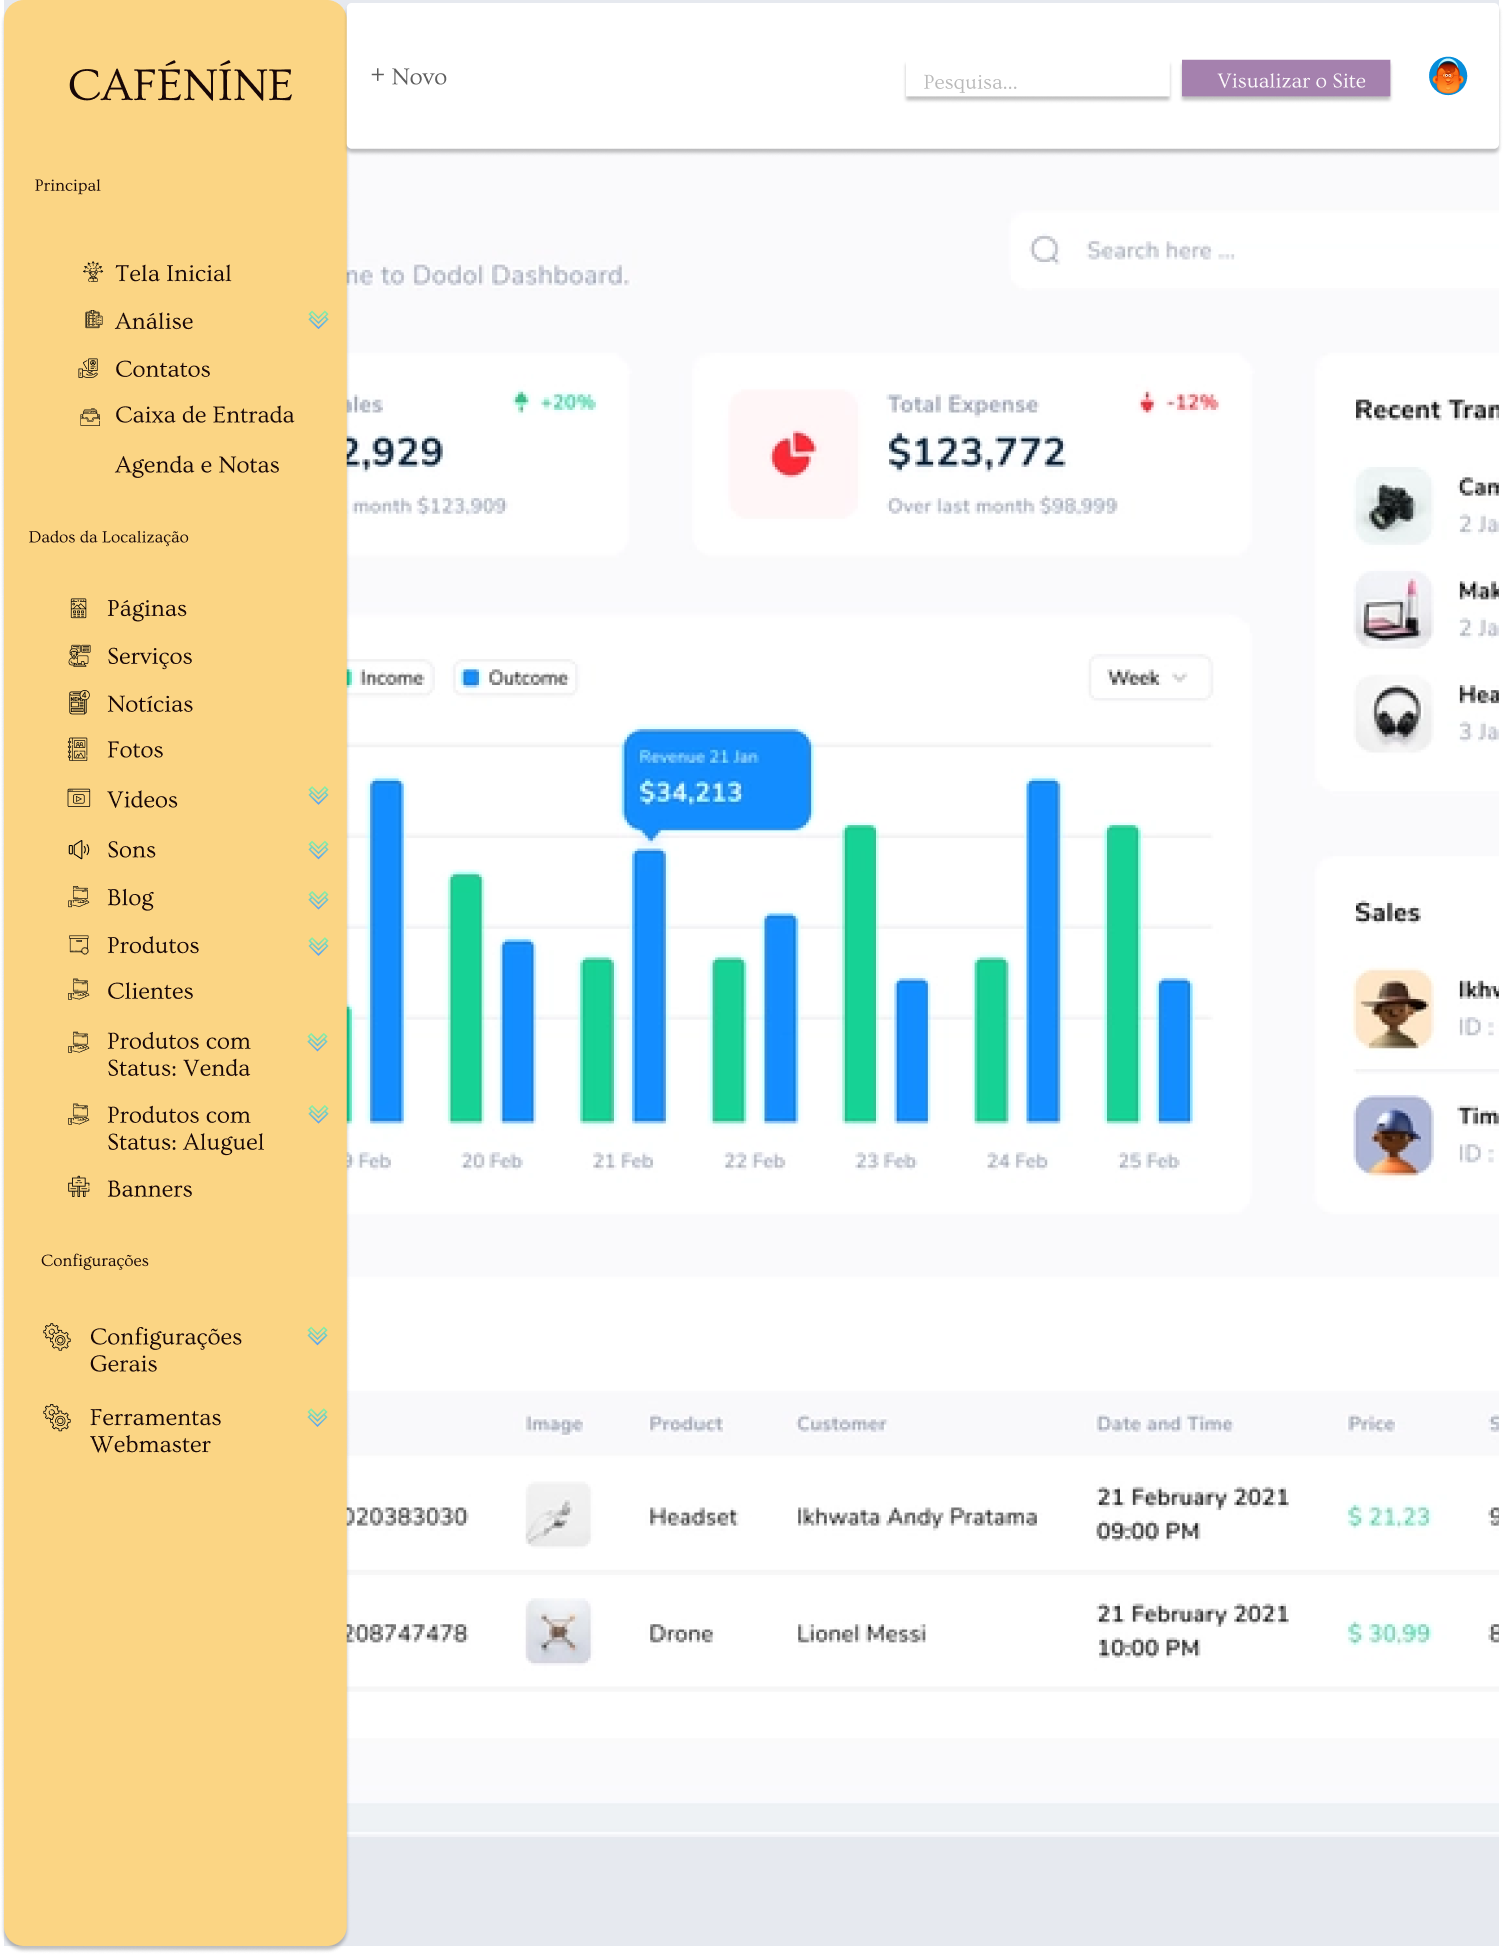 CAFÉNÍNE
+ Novo
Pesquisa...
Visualizar o Site
Principal
Tela Inicial
Análise
Contatos
Caixa de Entrada
Agenda e Notas
Dados da Localização
Páginas
Serviços
Notícias
Fotos
Videos
Sons
Blog
Produtos
Clientes
Produtos com
Status: Venda
Produtos com
Status: Aluguel
Banners
Configurações
Configurações
Gerais
Ferramentas
Webmaster
ne to Dodol Dashboard.
Search here ...
ales
+20%
2,929
month $123,909
Total Expense
-12%
$123,772
Over last month $98,999
Recent Tran
Cam
2 Ja
Mak
2 Ja
Hea
3 Ja
Income
Outcome
Week
Revenue 21 Jan
$34,213
9 Feb
20 Feb
21 Feb
22 Feb
23 Feb
24 Feb
25 Feb
Sales
Ikhw
ID :
Tim
ID :
Image
Product
Customer
Date and Time
Price
S
020383030
Headset
Ikhwata Andy Pratama
21 February 2021
09:00 PM
$ 21,23
9
208747478
Drone
Lionel Messi
21 February 2021
10:00 PM
$ 30,99
8